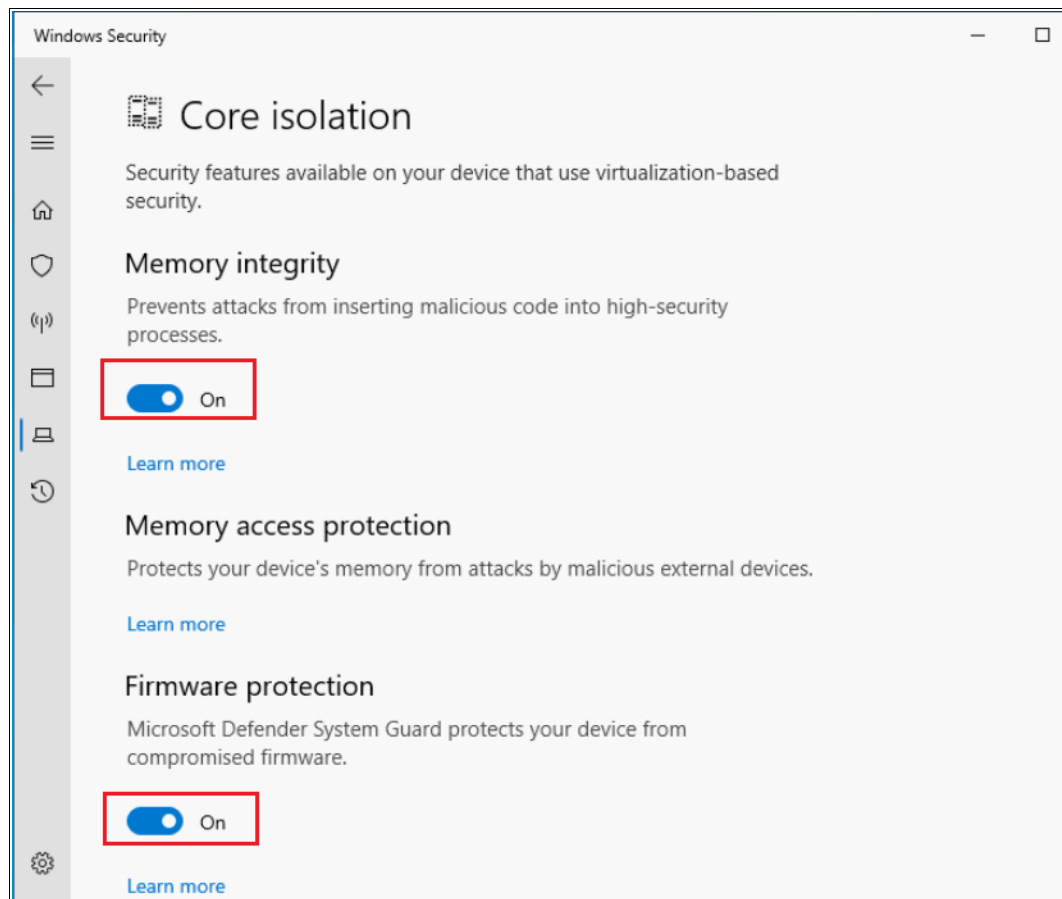 Windows Security
Core isolation
Security features available on your device that use virtualization-based
security.
Memory integrity
Prevents attacks from inserting malicious code into high-security
processes.
On
Learn more
Memory access protection
Protects your device's memory from attacks by malicious external devices.
Learn more
Firmware protection
Microsoft Defender System Guard protects your device from
compromised firmware.
On
Learn more